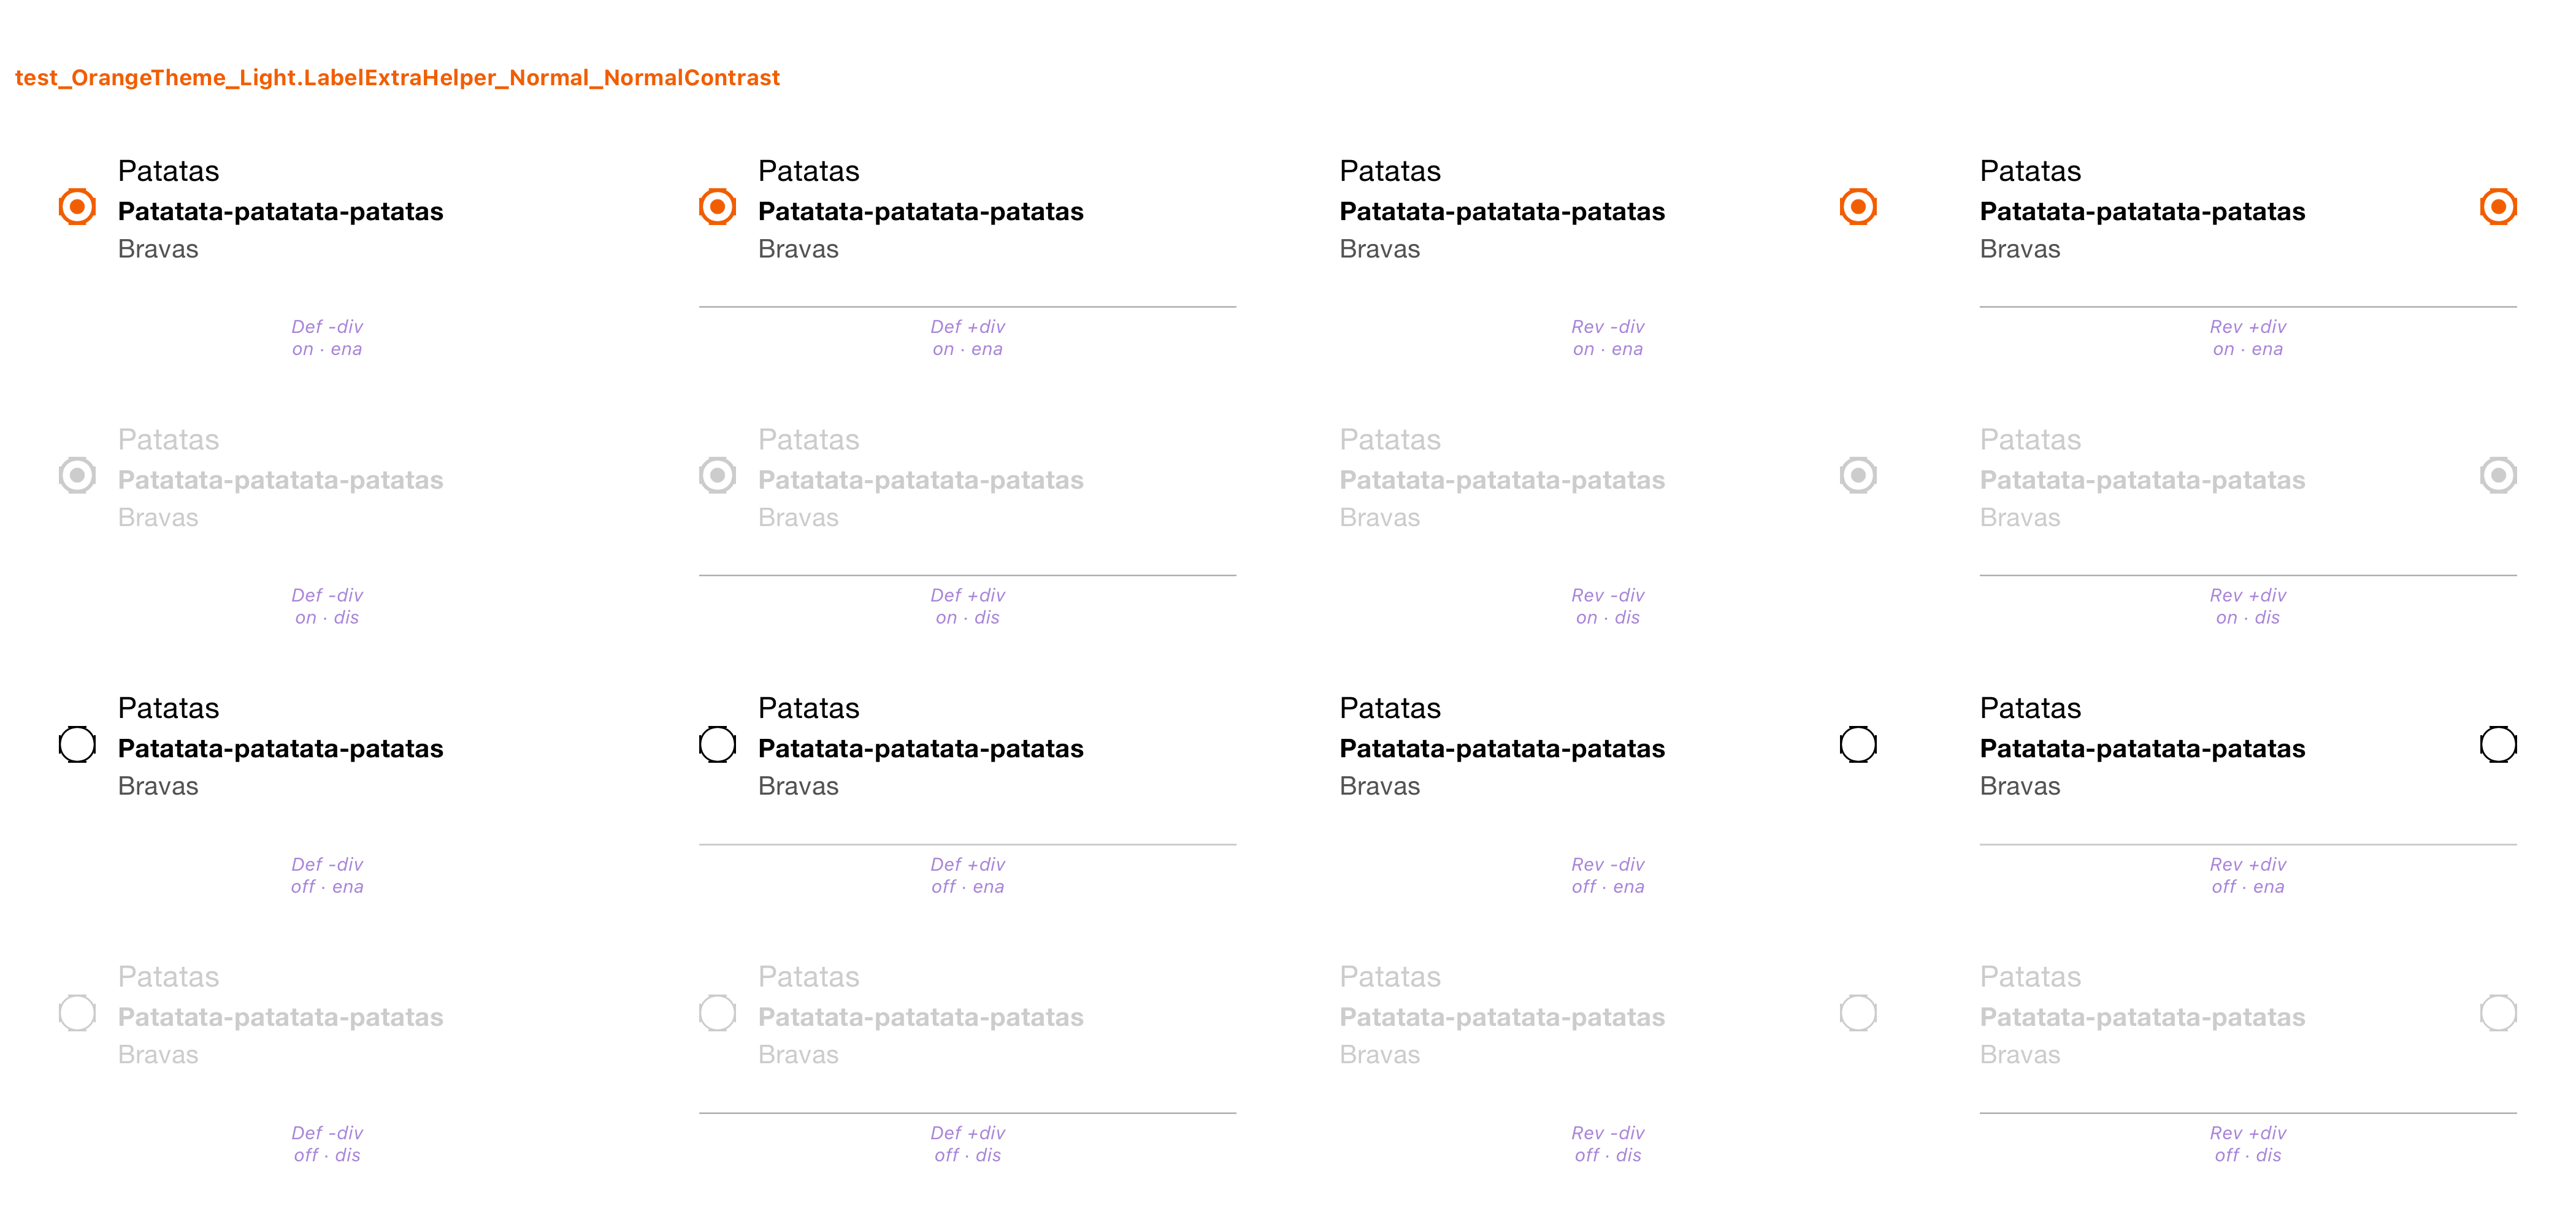 test_OrangeTheme_Light.LabelExtraHelper_Normal_NormalContrast
Patatas
Patatata-patatata-patatas
Bravas
Def -div
on · ena
Patatas
Patatata-patatata-patatas
Bravas
Def +div
on · ena
Patatas
Patatata-patatata-patatas
Bravas
Rev -div
on · ena
Patatas
Patatata-patatata-patatas
Bravas
Rev +div
on · ena
Patatas
Patatata-patatata-patatas
Bravas
Def -div
on · dis
Patatas
Patatata-patatata-patatas
Bravas
Def +div
on · dis
Patatas
Patatata-patatata-patatas
Bravas
Rev -div
on · dis
Patatas
Patatata-patatata-patatas
Bravas
Rev +div
on · dis
Patatas
Patatata-patatata-patatas
Bravas
Def -div
off · ena
Patatas
Patatata-patatata-patatas
Bravas
Def +div
off · ena
Patatas
Patatata-patatata-patatas
Bravas
Rev -div
off · ena
Patatas
Patatata-patatata-patatas
Bravas
Rev +div
off · ena
Patatas
Patatata-patatata-patatas
Bravas
Def -div
off · dis
Patatas
Patatata-patatata-patatas
Bravas
Def +div
off · dis
Patatas
Patatata-patatata-patatas
Bravas
Rev -div
off · dis
Patatas
Patatata-patatata-patatas
Bravas
Rev +div
off · dis